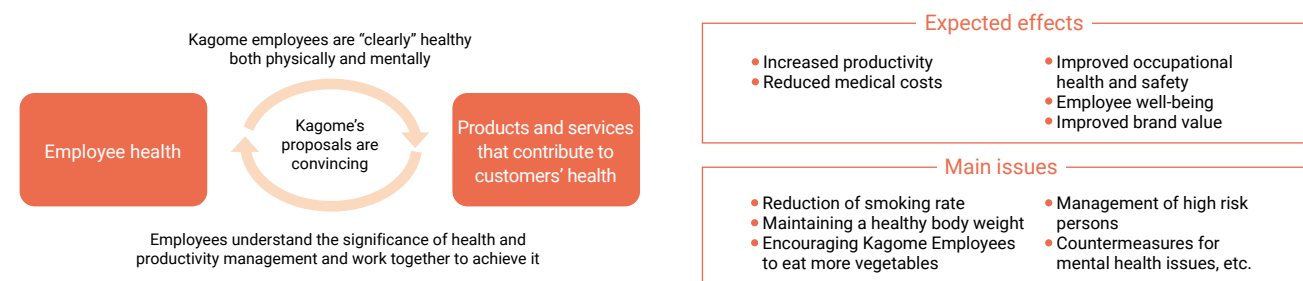 Kagome employees are “clearly” healthy
both physically and mentally
Employee health
Kagome’s
proposals are
convincing
Products and services
that contribute to
customers’ health
Employees understand the significance of health and
productivity management and work together to achieve it
Expected effects
• Increased productivity
• Reduced medical costs
• Improved occupational
health and safety
• Employee well-being
• Improved brand value
Main issues
• Reduction of smoking rate
• Maintaining a healthy body weight
• Encouraging Kagome Employees
to eat more vegetables
• Management of high risk
persons
• Countermeasures for
mental health issues, etc.